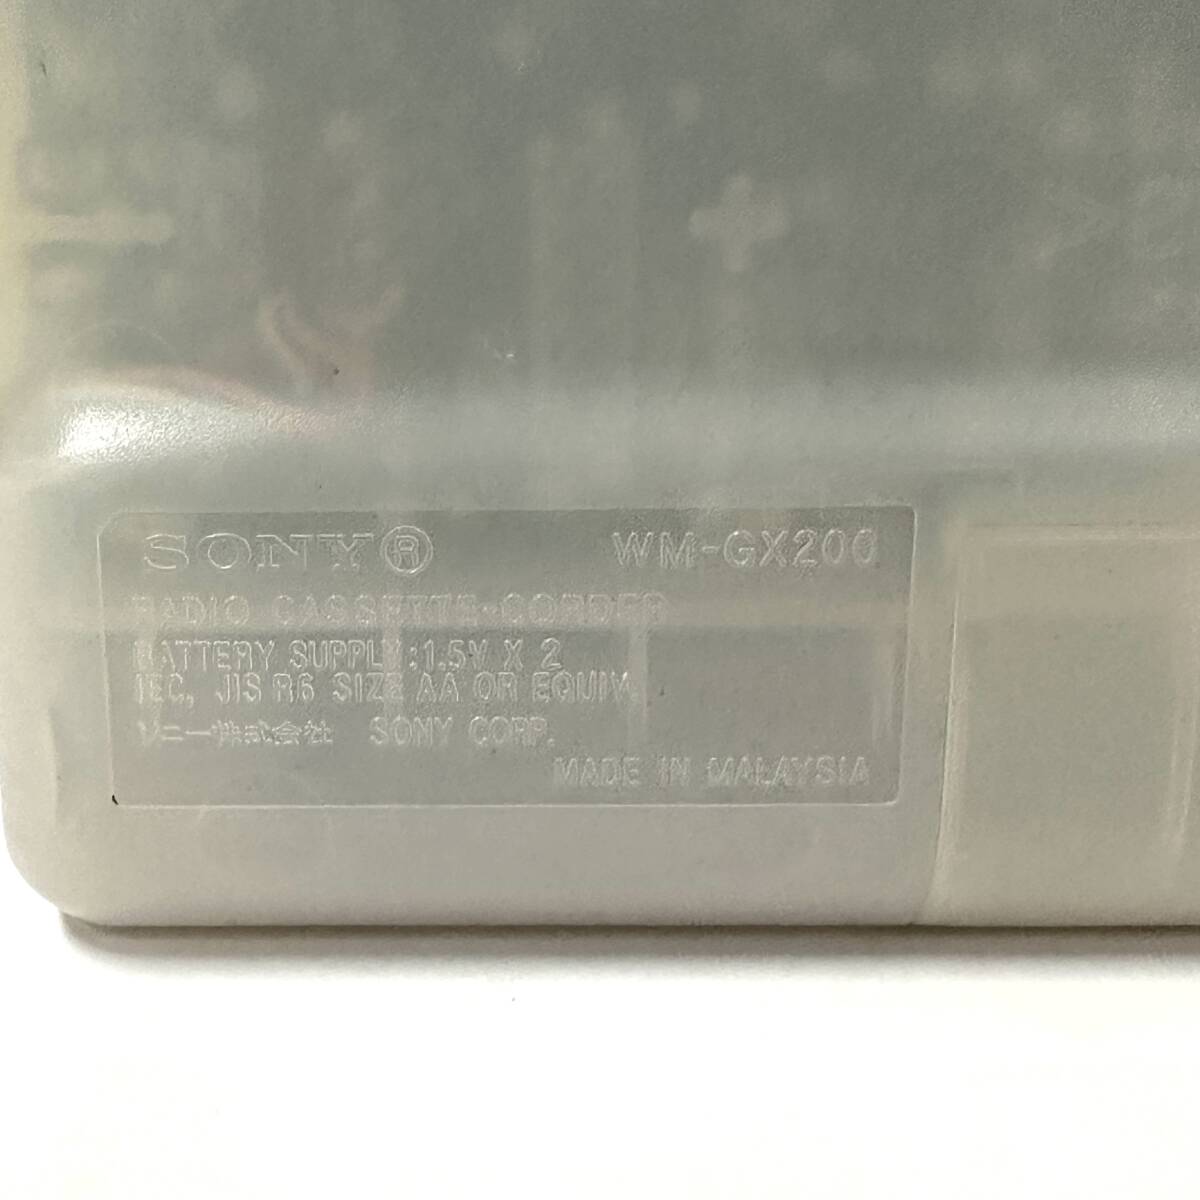 SONY® WM-GX200
RADIO CASSETTE-CORDER
BATTERY SUPPLY:1.5V X 2
IEC, JIS R6 SIZE AA OR EQUIV.
ソニー株式会社 SONY CORP.
MADE IN MALAYSIA